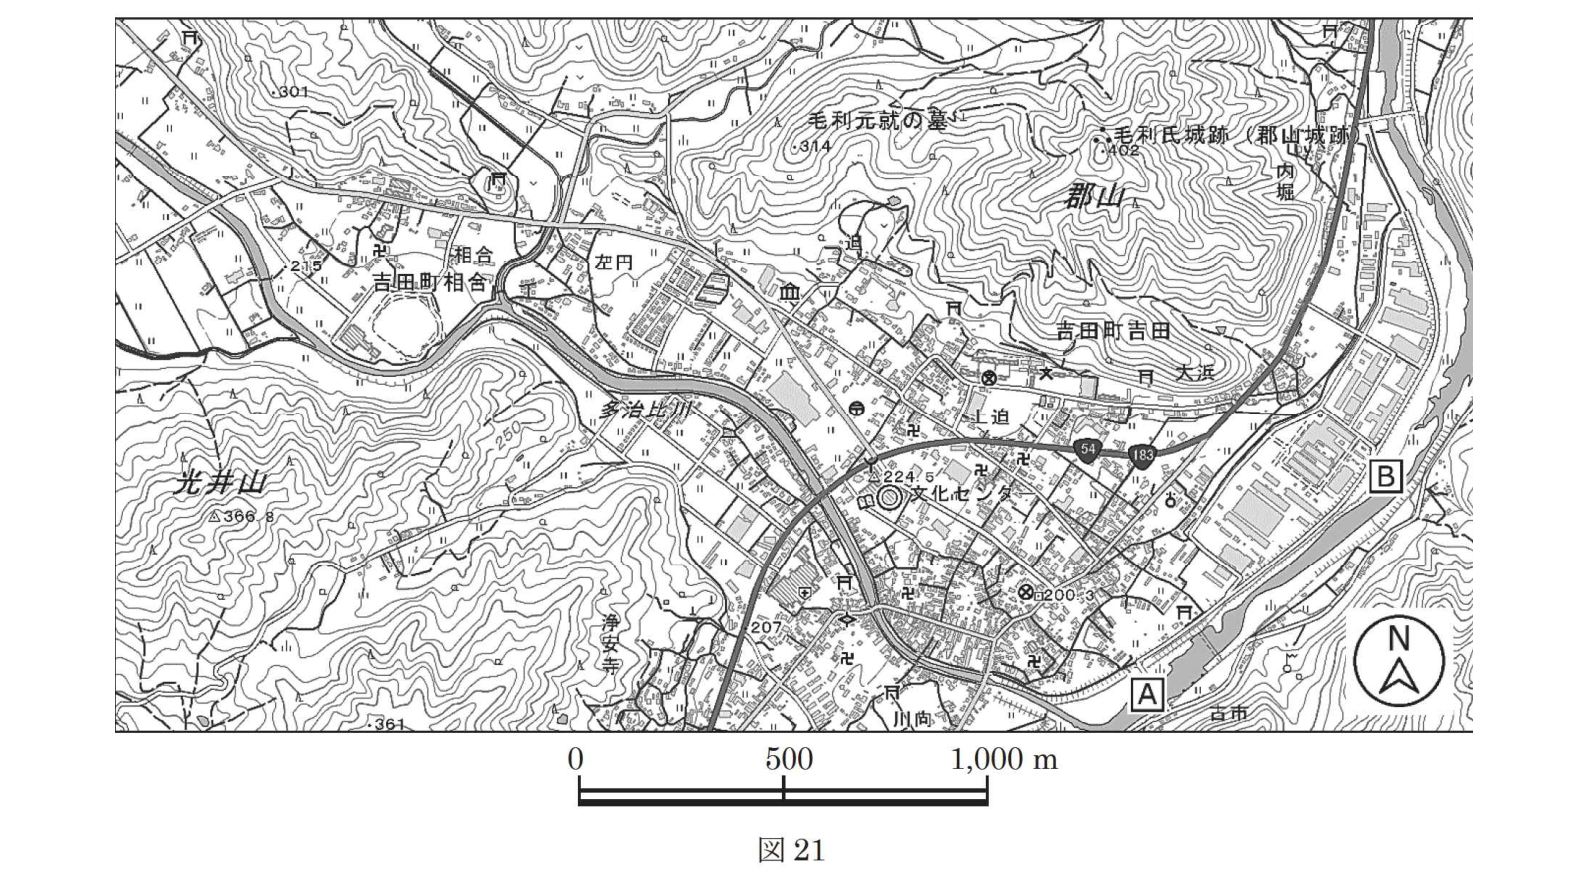 ・301
毛利元就の墓
・314
毛利氏城跡（郡山城跡）
・402
郡山
内堀
相合
左円
迫
・215
吉田町相合
吉田町吉田
大浜
多治比川
上迫
250
54
183
光井山
366.8
224.5
文化センター
B
200.3
浄安寺
207
N
A
・361
川向
古市
0 500 1,000 m
図 21